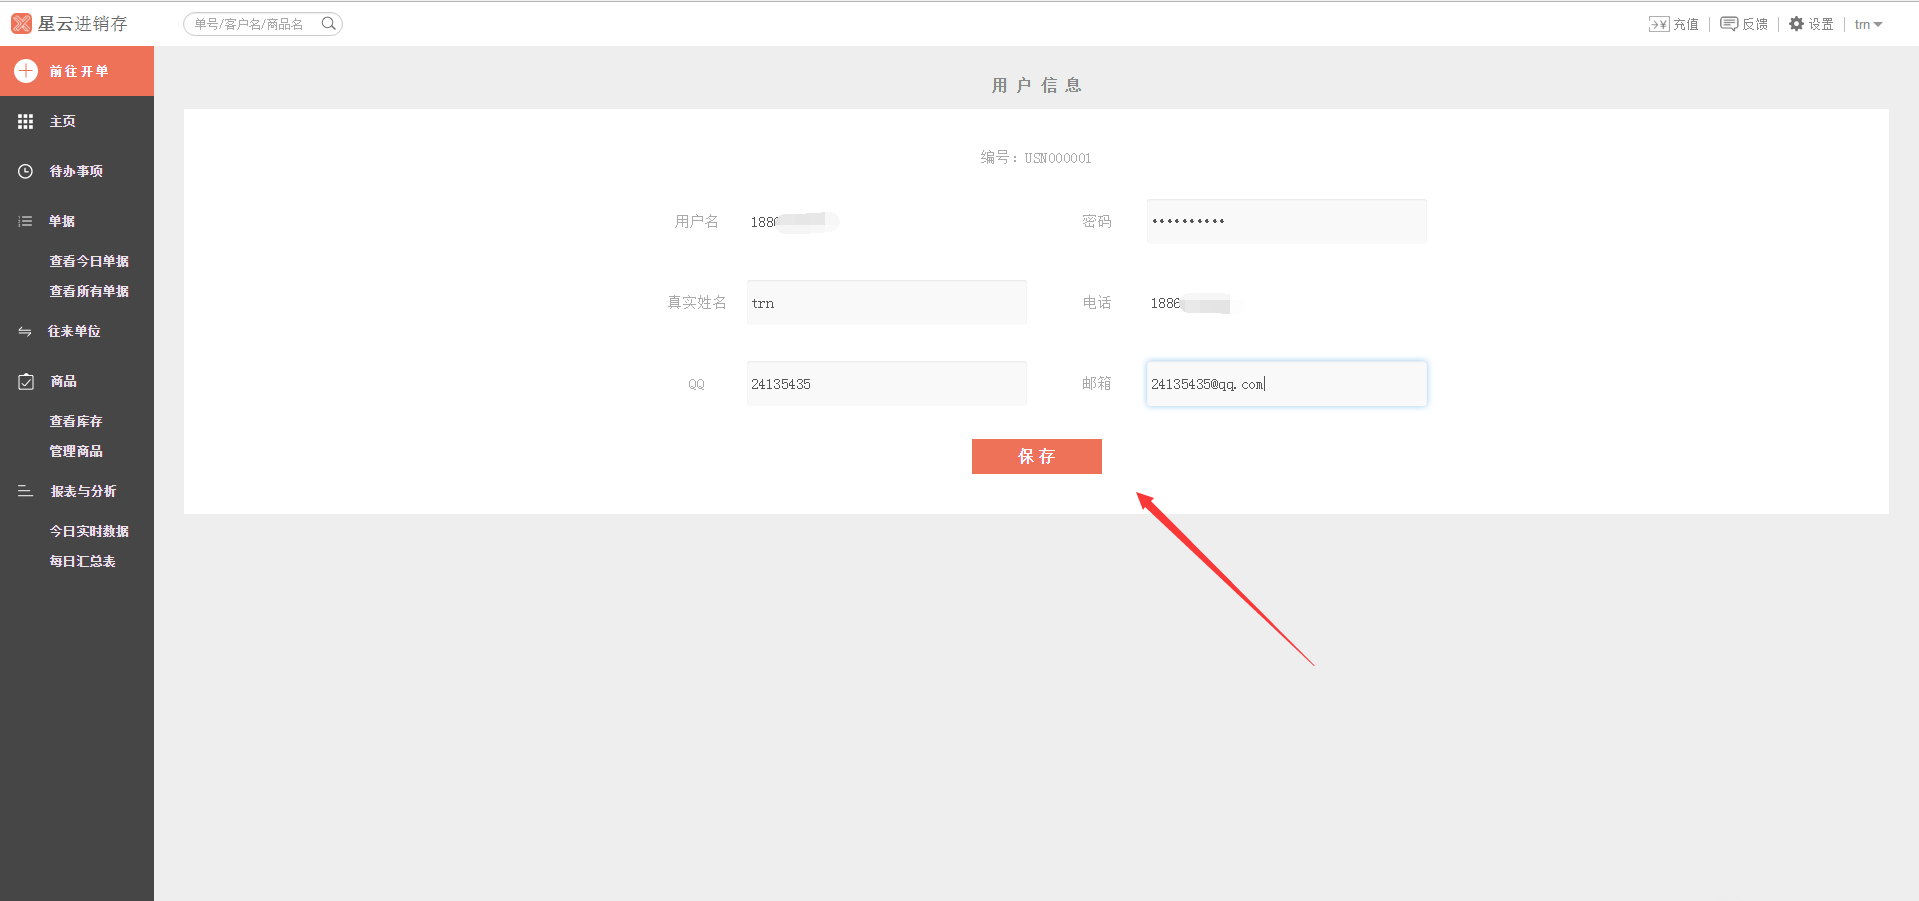 星云进销存
单号/客户名/商品名
充值
反馈
设置
trn
前往开单
主页
待办事项
单据
查看今日单据
查看所有单据
往来单位
商品
查看库存
管理商品
报表与分析
今日实时数据
每日汇总表
用户信息
编号：USN000001
用户名 188
密码 ••••••••••
真实姓名 trn
电话 1886
QQ 24135435
邮箱 24135435@qq.com
保存